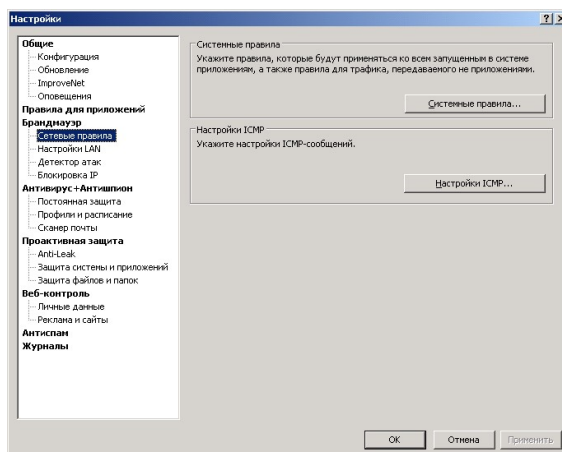 Настройки
Общие
Конфигурация
Обновление
ImproveNet
Оповещения
Правила для приложений
Брандмауэр
Сетевые правила
Настройки LAN
Детектор атак
Блокировка IP
Антивирус+Антишпион
Постоянная защита
Профили и расписание
Сканер почты
Проактивная защита
Anti-Leak
Защита системы и приложений
Защита файлов и папок
Веб-контроль
Личные данные
Реклама и сайты
Антиспам
Журналы
Системные правила
Укажите правила, которые будут применяться ко всем запущенным в системе
приложениям, а также правила для трафика, передаваемого не приложениями.
Системные правила...
Настройки ICMP
Укажите настройки ICMP-сообщений.
Настройки ICMP...
OK
Отмена
Применить